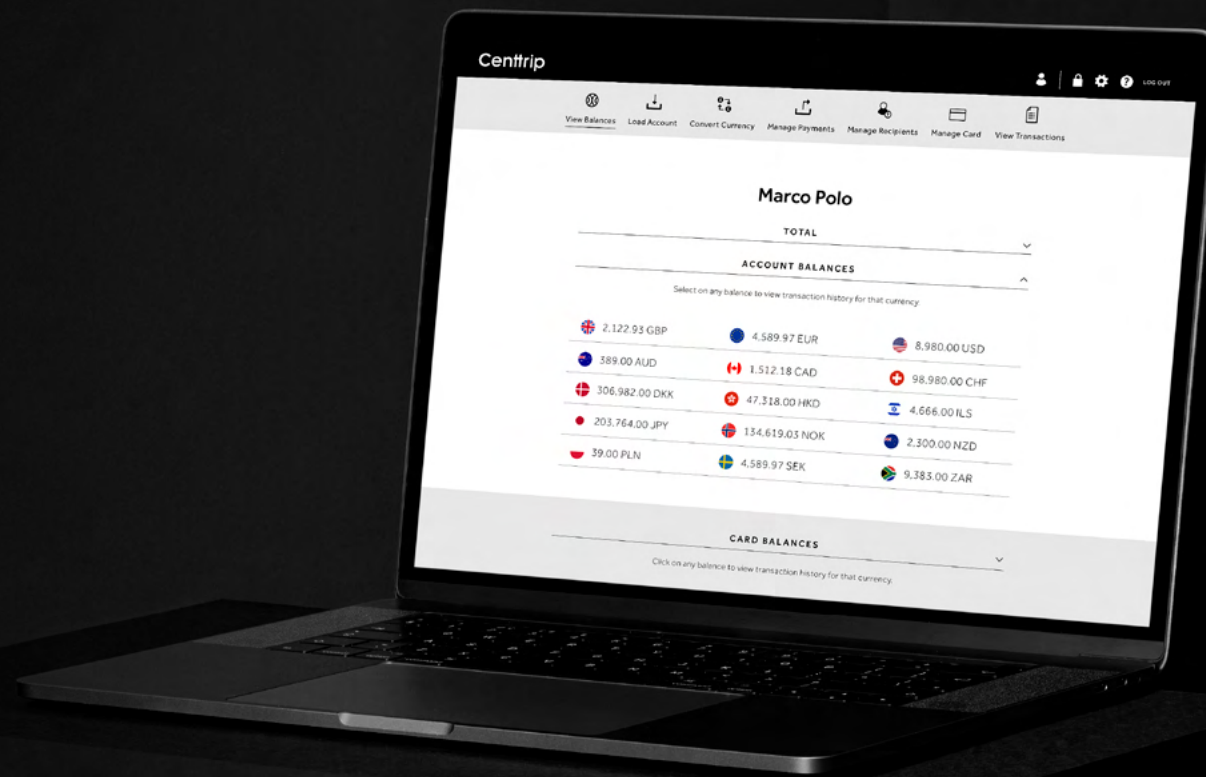 Centtrip
LOG OUT
View Balances Load Account Convert Currency Manage Payments Manage Recipients Manage Card View Transactions
Marco Polo
TOTAL
ACCOUNT BALANCES
Select on any balance to view transaction history for that currency
2,122.93 GBP 4,589.97 EUR 8,980.00 USD
389.00 AUD 1,512.18 CAD 98,980.00 CHF
306,982.00 DKK 47,318.00 HKD 4,666.00 ILS
203,764.00 JPY 134,619.03 NOK 2,300.00 NZD
39.00 PLN 4,589.97 SEK 9,383.00 ZAR
CARD BALANCES
Click on any balance to view transaction history for that currency.